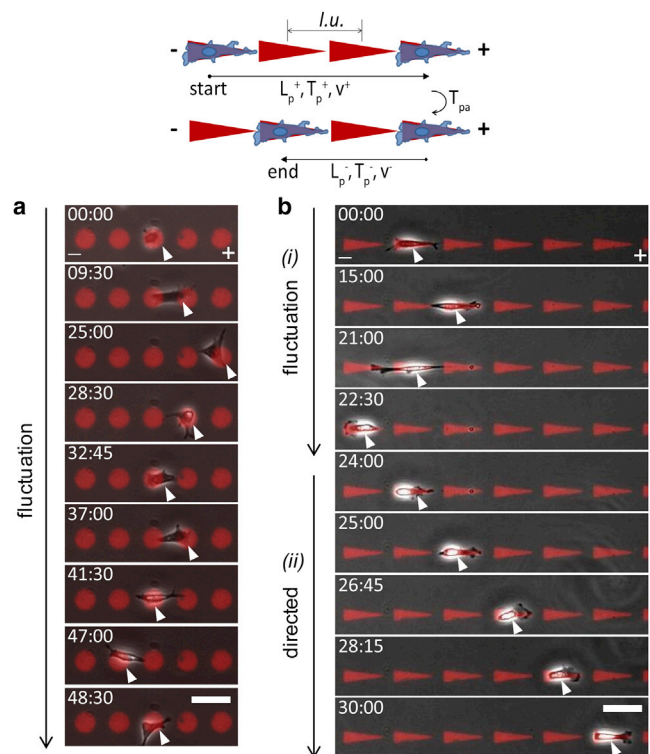 l.u.
- +
start L_p^+, T_p^+, v^+
T_pa
- +
end L_p^-, T_p^-, v^-
a
fluctuation
00:00
– +
09:30
25:00
28:30
32:45
37:00
41:30
47:00
48:30
b
(i)
fluctuation
00:00
– +
15:00
21:00
22:30
(ii)
directed
24:00
25:00
26:45
28:15
30:00